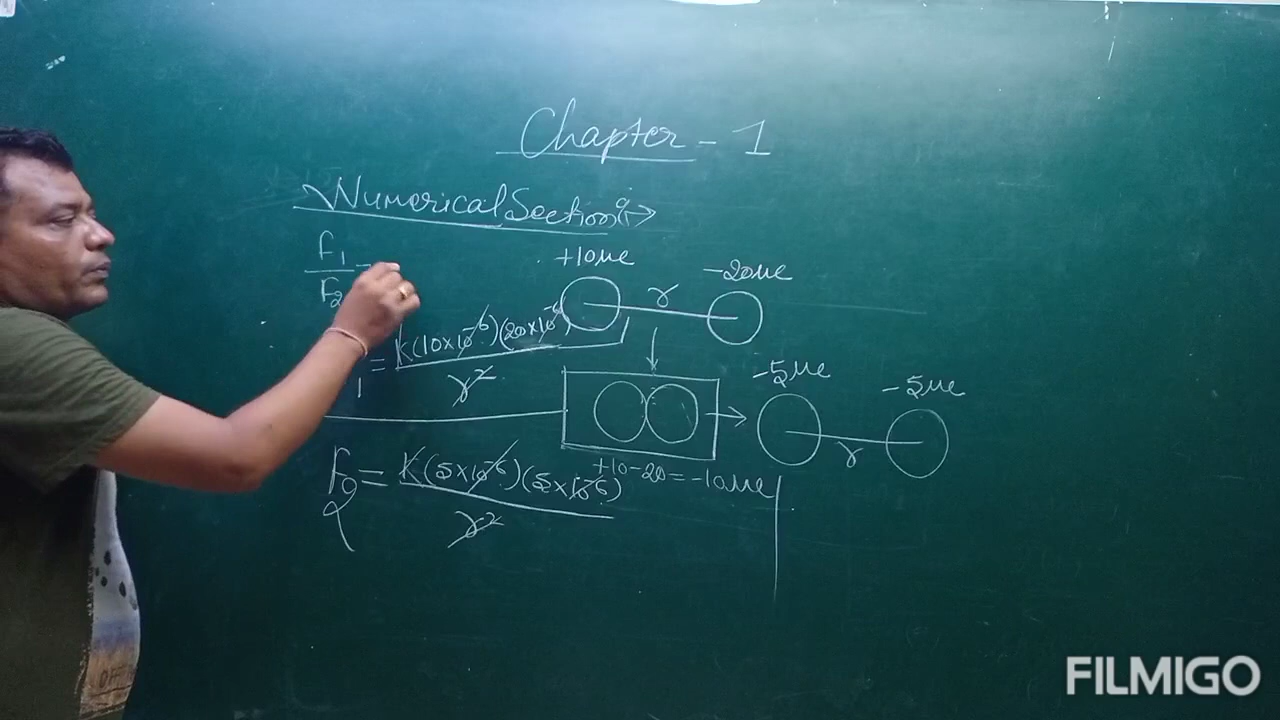 Chapter - 1
Numerical Section :→
F1
F2
=
+10μc
-20μc
r
= K(10×10-6)(20×10-6)
1
r2
-5μc
-5μc
r
+10-20=-10μc
F2 = K(5×10-6)(5×10-6)
r2
FILMIGO